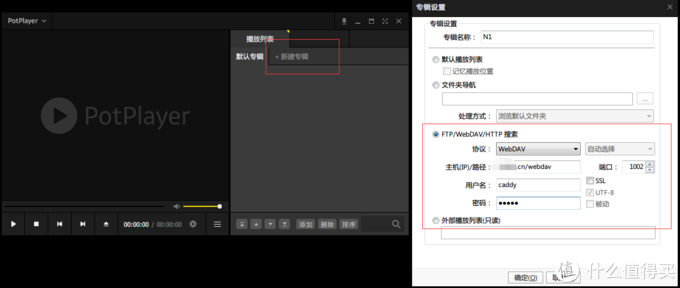 PotPlayer
播放列表
默认专辑
+ 新建专辑
PotPlayer
00:00:00 / 00:00:00
添加 删除 排序
专辑设置
专辑设置
专辑名称: N1
默认播放列表
记忆播放位置
文件夹导航
...
处理方式: 浏览默认文件夹
FTP/WebDAV/HTTP 搜索
协议: WebDAV 自动选择
主机(IP)/路径: .cn/webdav 端口: 1002
用户名: caddy SSL
UTF-8
密码: ●●●●● 被动
外部播放列表(只读)
确定(O)
值 什么值得买